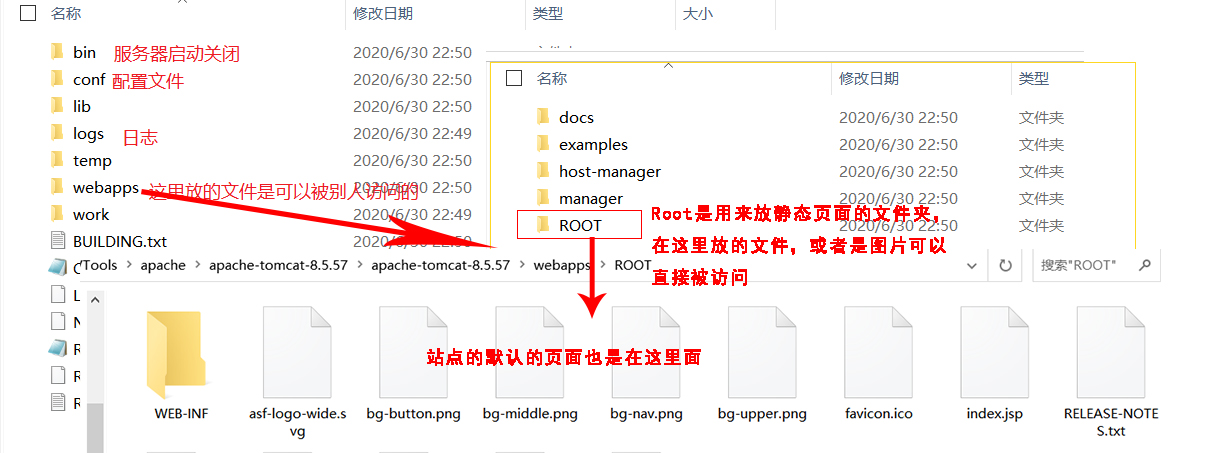 名称 修改日期 类型 大小
bin 服务器启动关闭 2020/6/30 22:50
conf 配置文件 2020/6/30 22:50
lib 2020/6/30 22:50
logs 日志 2020/6/30 22:49
temp 2020/6/30 22:50
webapps 这里放的文件是可以被别人访问的 2020/6/30 22:50
work 2020/6/30 22:49
BUILDING.txt 2020/6/30 22:50
名称 修改日期 类型
docs 2020/6/30 22:50 文件夹
examples 2020/6/30 22:50 文件夹
host-manager 2020/6/30 22:50 文件夹
manager 2020/6/30 22:50 文件夹
ROOT 2020/6/30 22:50 文件夹
Root是用来放静态页面的文件夹,
在这里放的文件,或者是图片可以
直接被访问
Tools > apache > apache-tomcat-8.5.57 > apache-tomcat-8.5.57 > webapps > ROOT 搜索"ROOT"
站点的默认的页面也是在这里面
WEB-INF
asf-logo-wide.s
vg
bg-button.png
bg-middle.png
bg-nav.png
bg-upper.png
favicon.ico
index.jsp
RELEASE-NOTE
S.txt